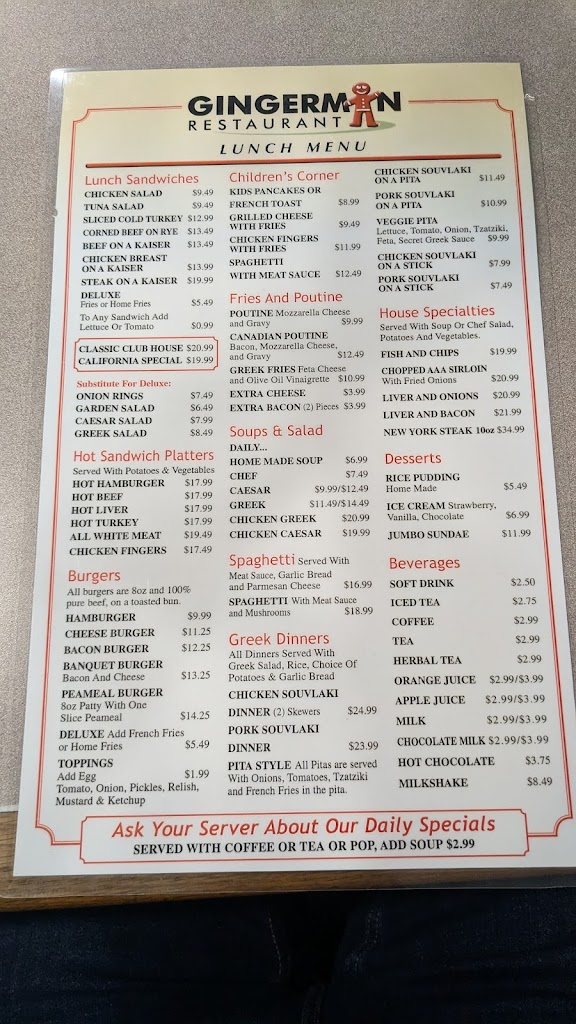 GINGERMAN
RESTAURANT
LUNCH MENU
Lunch Sandwiches
CHICKEN SALAD $9.49
TUNA SALAD $9.49
SLICED COLD TURKEY $12.99
CORNED BEEF ON RYE $13.49
BEEF ON A KAISER $13.49
CHICKEN BREAST
ON A KAISER $13.99
STEAK ON A KAISER $19.99
DELUXE
Fries or Home Fries $5.49
To Any Sandwich Add
Lettuce Or Tomato $0.99
CLASSIC CLUB HOUSE $20.99
CALIFORNIA SPECIAL $19.99
Substitute For Deluxe:
ONION RINGS $7.49
GARDEN SALAD $6.49
CAESAR SALAD $7.99
GREEK SALAD $8.49
Hot Sandwich Platters
Served With Potatoes & Vegetables
HOT HAMBURGER $17.99
HOT BEEF $17.99
HOT LIVER $17.99
HOT TURKEY $17.99
ALL WHITE MEAT $19.49
CHICKEN FINGERS $17.49
Burgers
All burgers are 8oz and 100%
pure beef, on a toasted bun.
HAMBURGER $9.99
CHEESE BURGER $11.25
BACON BURGER $12.25
BANQUET BURGER
Bacon And Cheese $13.25
PEAMEAL BURGER
8oz Patty With One
Slice Peameal $14.25
DELUXE Add French Fries
or Home Fries $5.49
TOPPINGS
Add Egg $1.99
Tomato, Onion, Pickles, Relish,
Mustard & Ketchup
Children's Corner
KIDS PANCAKES OR
FRENCH TOAST $8.99
GRILLED CHEESE
WITH FRIES $9.49
CHICKEN FINGERS
WITH FRIES $11.99
SPAGHETTI
WITH MEAT SAUCE $12.49
Fries And Poutine
POUTINE Mozzarella Cheese
and Gravy $9.99
CANADIAN POUTINE
Bacon, Mozzarella Cheese,
and Gravy $12.49
GREEK FRIES Feta Cheese
and Olive Oil Vinaigrette $10.99
EXTRA CHEESE $3.99
EXTRA BACON (2) Pieces $3.99
Soups & Salad
DAILY...
HOME MADE SOUP $6.99
CHEF $7.49
CAESAR $9.99/$12.49
GREEK $11.49/$14.49
CHICKEN GREEK $20.99
CHICKEN CAESAR $19.99
Spaghetti Served With
Meat Sauce, Garlic Bread
and Parmesan Cheese $16.99
SPAGHETTI With Meat Sauce
and Mushrooms $18.99
Greek Dinners
All Dinners Served With
Greek Salad, Rice, Choice Of
Potatoes & Garlic Bread
CHICKEN SOUVLAKI
DINNER (2) Skewers $24.99
PORK SOUVLAKI
DINNER $23.99
PITA STYLE All Pitas are served
With Onions, Tomatoes, Tzatziki
and French Fries in the pita.
CHICKEN SOUVLAKI
ON A PITA $11.49
PORK SOUVLAKI
ON A PITA $10.99
VEGGIE PITA
Lettuce, Tomato, Onion, Tzatziki,
Feta, Secret Greek Sauce $9.99
CHICKEN SOUVLAKI
ON A STICK $7.99
PORK SOUVLAKI
ON A STICK $7.49
House Specialties
Served With Soup Or Chef Salad,
Potatoes And Vegetables.
FISH AND CHIPS $19.99
CHOPPED AAA SIRLOIN
With Fried Onions $20.99
LIVER AND ONIONS $20.99
LIVER AND BACON $21.99
NEW YORK STEAK 10oz $34.99
Desserts
RICE PUDDING
Home Made $5.49
ICE CREAM Strawberry,
Vanilla, Chocolate $6.99
JUMBO SUNDAE $11.99
Beverages
SOFT DRINK $2.50
ICED TEA $2.75
COFFEE $2.99
TEA $2.99
HERBAL TEA $2.99
ORANGE JUICE $2.99/$3.99
APPLE JUICE $2.99/$3.99
MILK $2.99/$3.99
CHOCOLATE MILK $2.99/$3.99
HOT CHOCOLATE $3.75
MILKSHAKE $8.49
Ask Your Server About Our Daily Specials
SERVED WITH COFFEE OR TEA OR POP, ADD SOUP $2.99